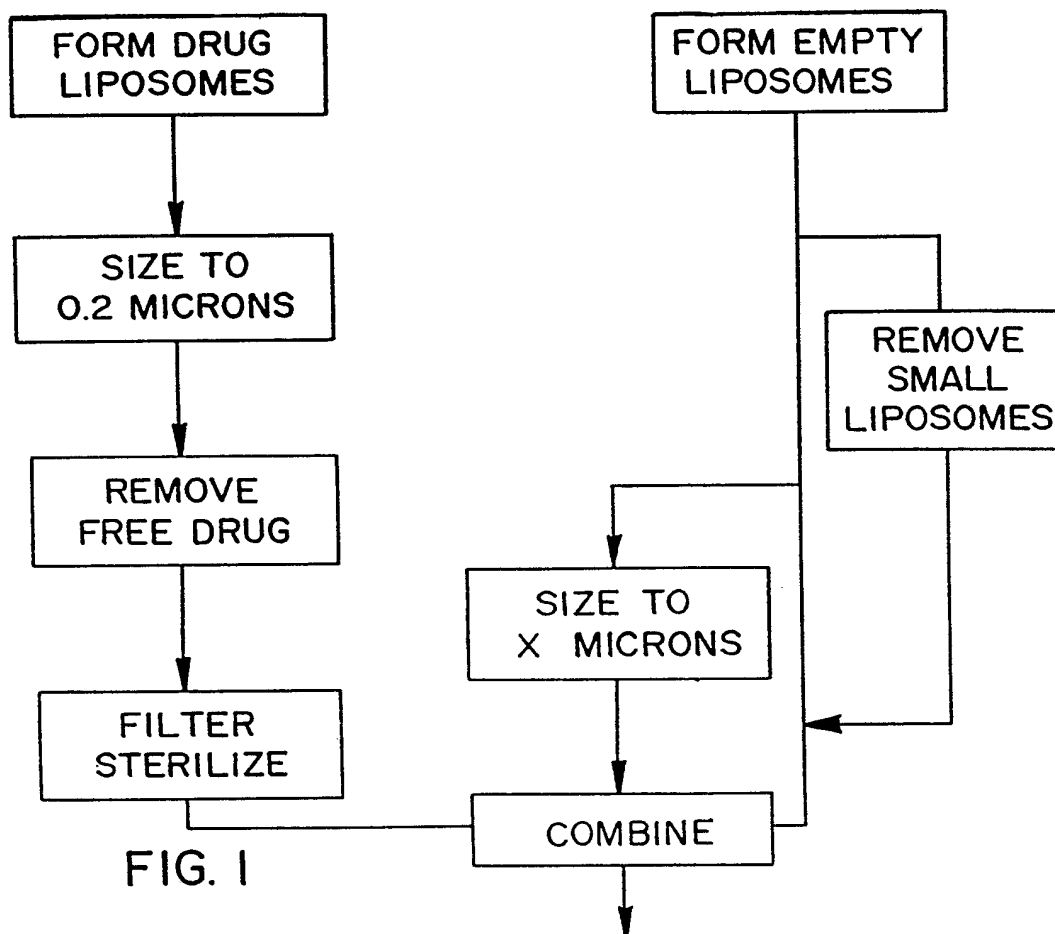 FORM DRUG
LIPOSOMES
SIZE TO
0.2 MICRONS
REMOVE
FREE DRUG
FILTER
STERILIZE
FORM EMPTY
LIPOSOMES
REMOVE
SMALL
LIPOSOMES
SIZE TO
X MICRONS
COMBINE
FIG. 1